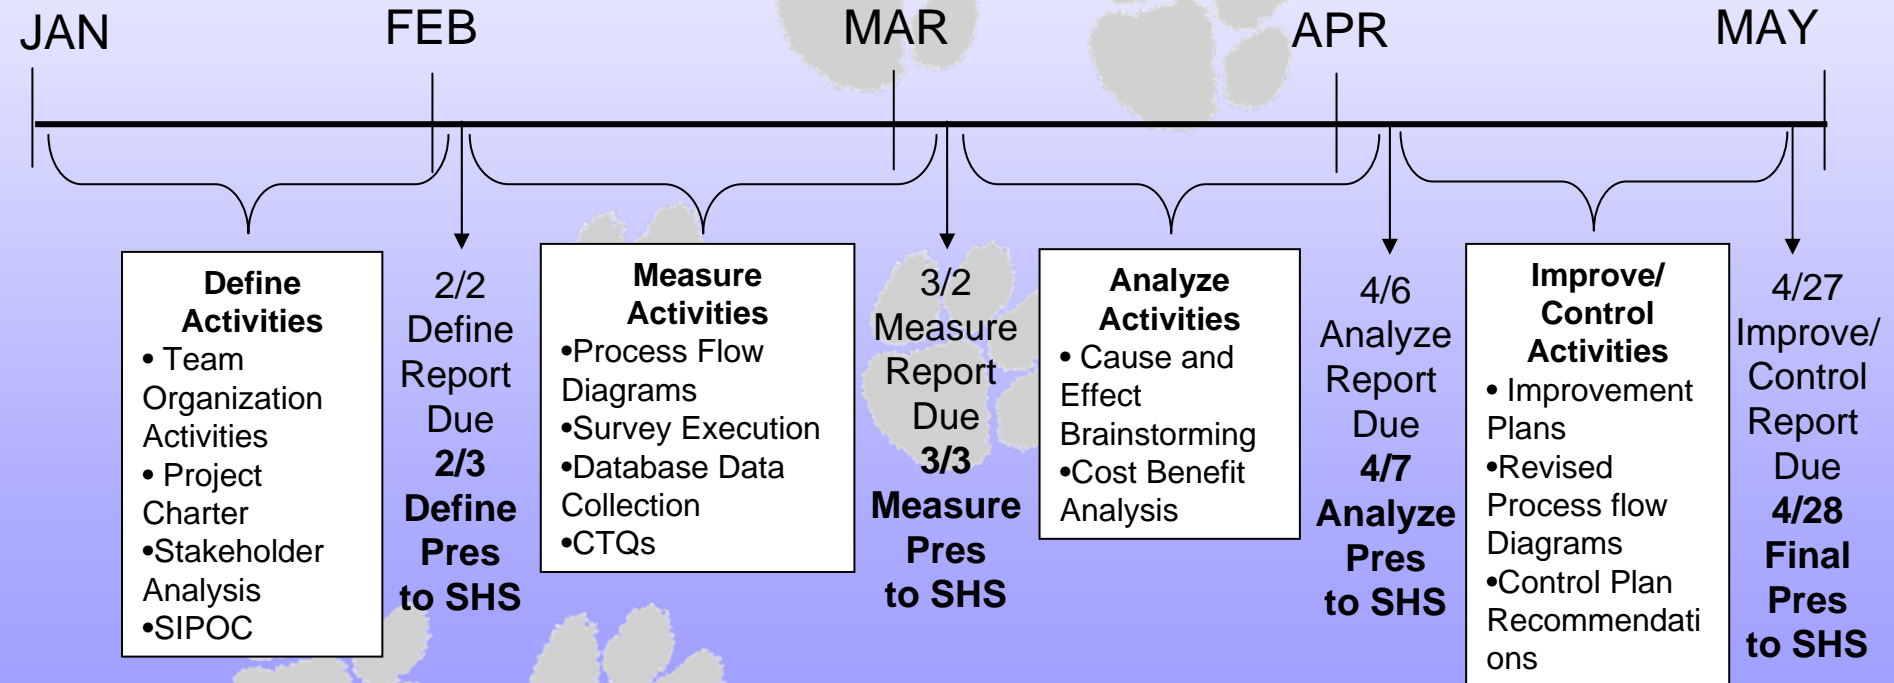 JAN
FEB
MAR
APR
MAY
Define
Activities
• Team
Organization
Activities
• Project
Charter
•Stakeholder
Analysis
•SIPOC
2/2
Define
Report
Due
2/3
Define
Pres
to SHS
Measure
Activities
•Process Flow
Diagrams
•Survey Execution
•Database Data
Collection
•CTQs
3/2
Measure
Report
Due
3/3
Measure
Pres
to SHS
Analyze
Activities
• Cause and
Effect
Brainstorming
•Cost Benefit
Analysis
4/6
Analyze
Report
Due
4/7
Analyze
Pres
to SHS
Improve/
Control
Activities
• Improvement
Plans
•Revised
Process flow
Diagrams
•Control Plan
Recommendati
ons
4/27
Improve/
Control
Report
Due
4/28
Final
Pres
to SHS